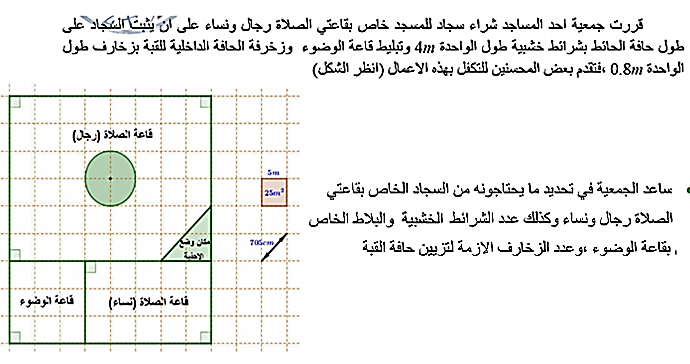 قررت جمعية احد المساجد شراء سجاد للمسجد خاص بقاعتي الصلاة رجال ونساء على ان يثبت السجاد على
طول حافة الحائط بشرائط خشبية طول الواحدة 4m وتبليط قاعة الوضوء وزخرفة الحافة الداخلية للقبة بزخارف طول
الواحدة 0.8m ،فتقدم بعض المحسنين للتكفل بهذه الاعمال (انظر الشكل)
قاعة الصلاة (رجال)
5m
25m²
705cm
مكان وضع
الاحذية
قاعة الصلاة (نساء)
قاعة الوضوء
ساعد الجمعية في تحديد ما يحتاجونه من السجاد الخاص بقاعتي
الصلاة رجال ونساء وكذلك عدد الشرائط الخشبية والبلاط الخاص
بقاعة الوضوء ،وعدد الزخارف الازمة لتزيين حافة القبة